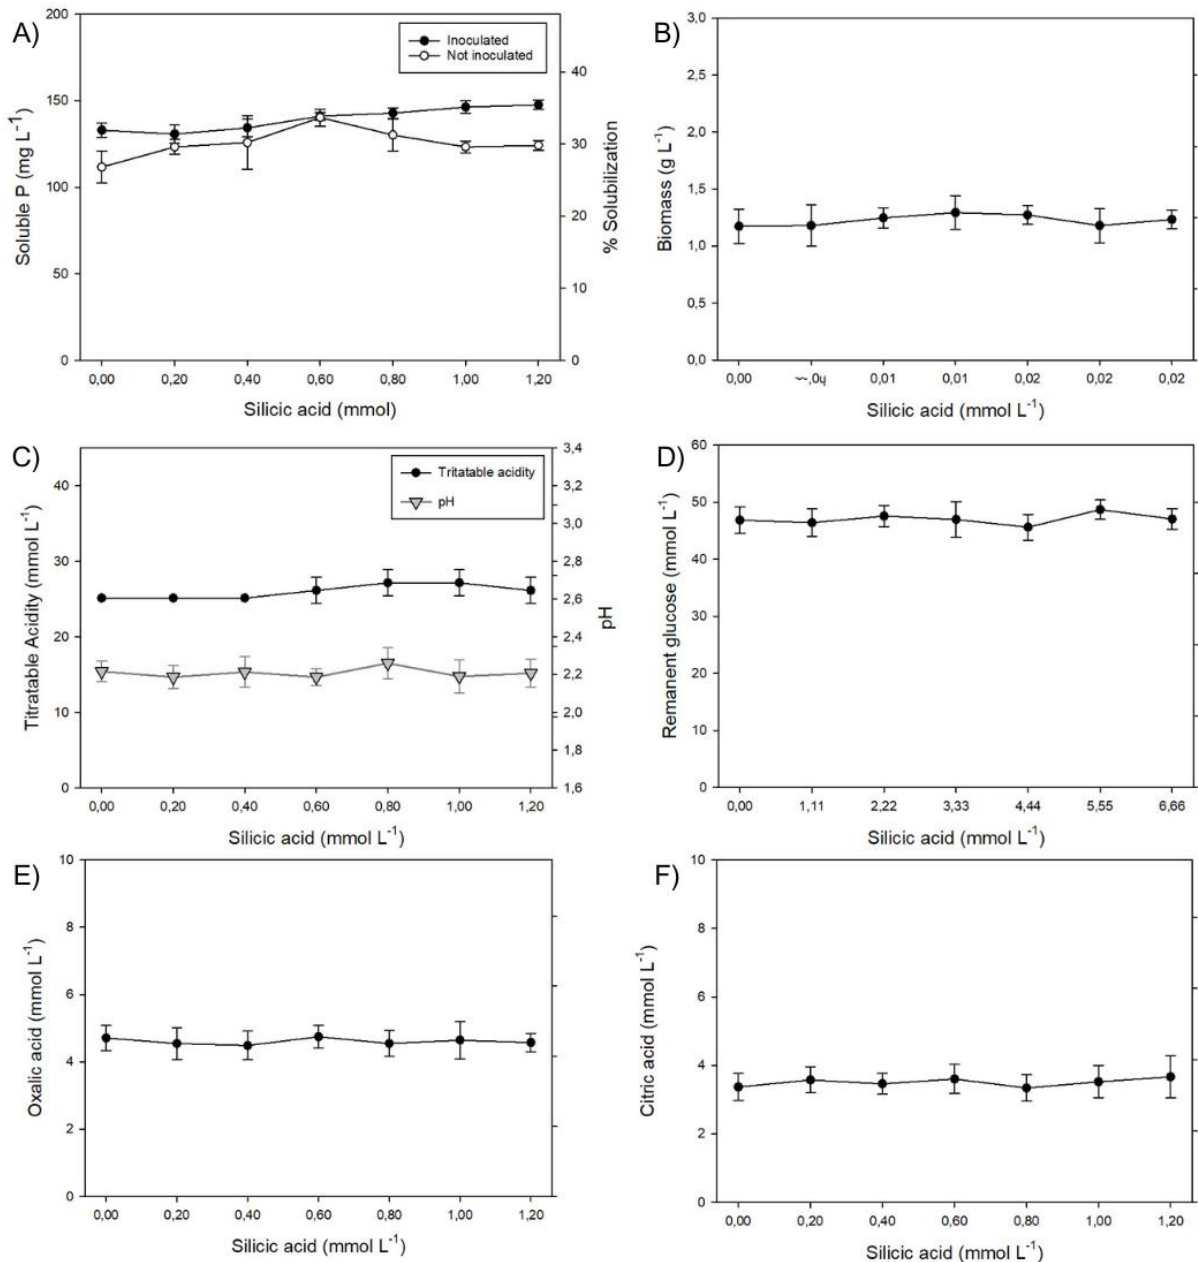 A)
Soluble P (mg L⁻¹)
200
150
100
50
0
Inoculated
Not inoculated
40
30
20
10
0
% Solubilization
0,00 0,20 0,40 0,60 0,80 1,00 1,20
Silicic acid (mmol)
B)
Biomass (g L⁻¹)
3,0
2,5
2,0
1,5
1,0
0,5
0,0
0,00 0,01 0,01 0,02 0,02 0,02
Silicic acid (mmol L⁻¹)
C)
Titratable Acidity (mmol L⁻¹)
40
30
20
10
0
Tritatable acidity
pH
3,4
3,2
3,0
2,8
2,6
2,4
2,2
2,0
1,8
1,6
pH
0,00 0,20 0,40 0,60 0,80 1,00 1,20
Silicic acid (mmol L⁻¹)
D)
Remanent glucose (mmol L⁻¹)
60
50
40
30
20
10
0
0,00 1,11 2,22 3,33 4,44 5,55 6,66
Silicic acid (mmol L⁻¹)
E)
Oxalic acid (mmol L⁻¹)
10
8
6
4
2
0
0,00 0,20 0,40 0,60 0,80 1,00 1,20
Silicic acid (mmol L⁻¹)
F)
Citric acid (mmol L⁻¹)
10
8
6
4
2
0
0,00 0,20 0,40 0,60 0,80 1,00 1,20
Silicic acid (mmol L⁻¹)